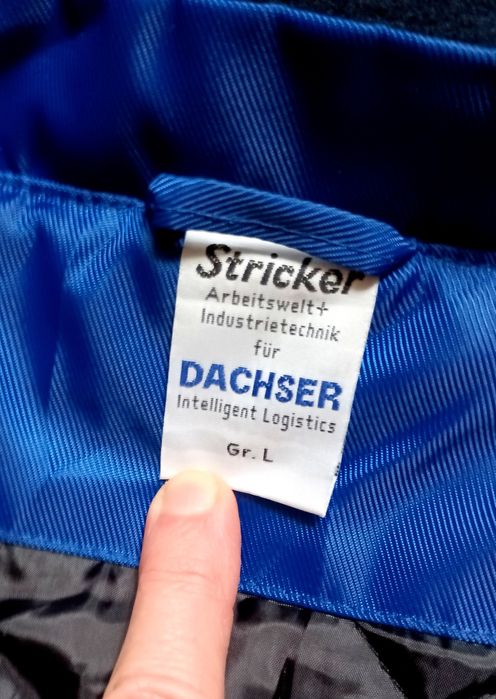 Stricker
Arbeitswelt+
Industrietechnik
für
DACHSER
Intelligent Logistics
Gr. L